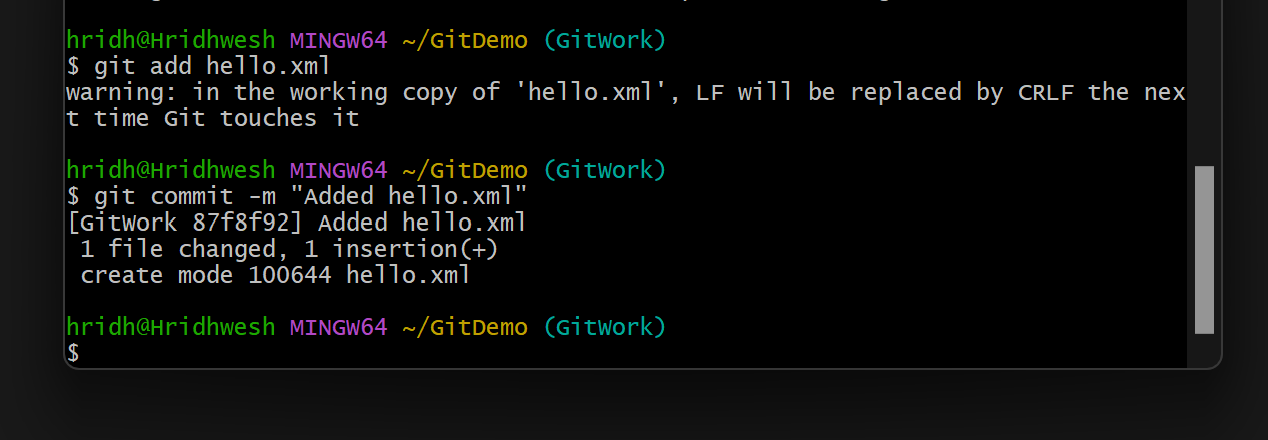 hridh@Hridhwesh MINGW64 ~/GitDemo (GitWork)
$ git add hello.xml
warning: in the working copy of 'hello.xml', LF will be replaced by CRLF the nex
t time Git touches it
hridh@Hridhwesh MINGW64 ~/GitDemo (GitWork)
$ git commit -m "Added hello.xml"
[GitWork 87f8f92] Added hello.xml
 1 file changed, 1 insertion(+)
 create mode 100644 hello.xml
hridh@Hridhwesh MINGW64 ~/GitDemo (GitWork)
$